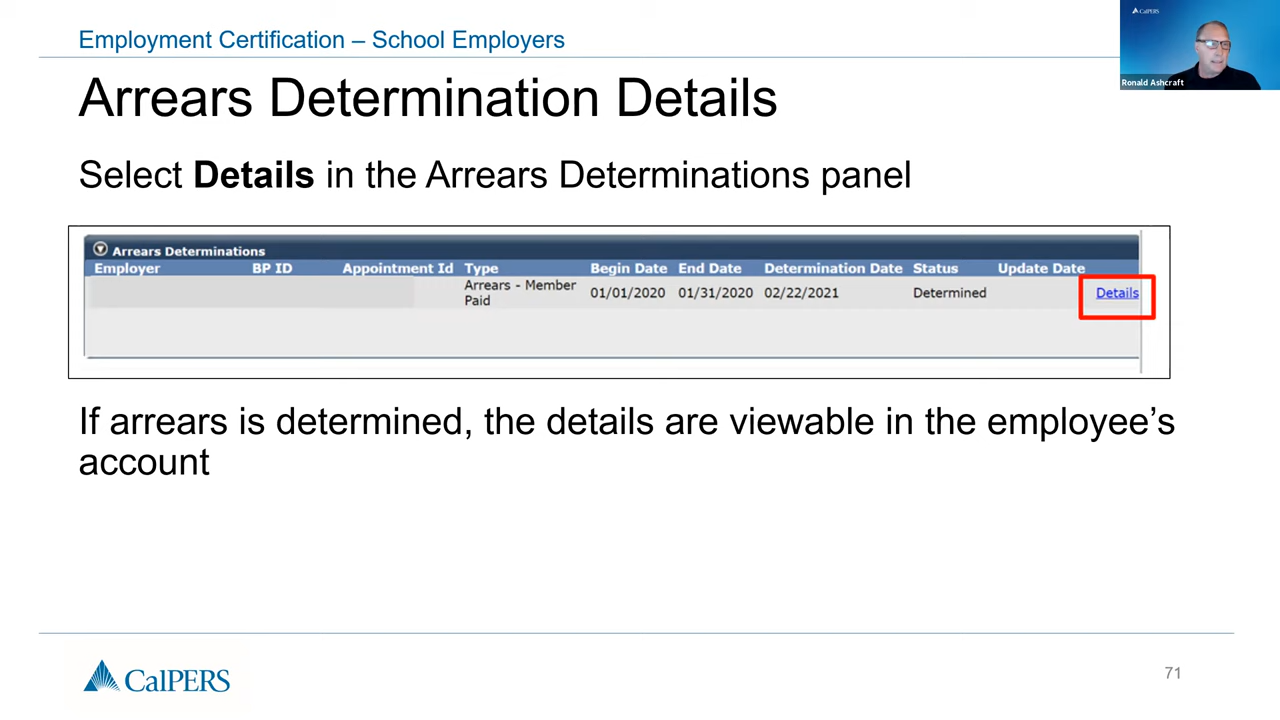 Employment Certification – School Employers
CalPERS
Ronald Ashcraft
Arrears Determination Details
Select Details in the Arrears Determinations panel
Arrears Determinations
Employer BP ID Appointment Id Type Begin Date End Date Determination Date Status Update Date
Arrears - Member
Paid
01/01/2020 01/31/2020 02/22/2021 Determined Details
If arrears is determined, the details are viewable in the employee’s
account
CalPERS
71